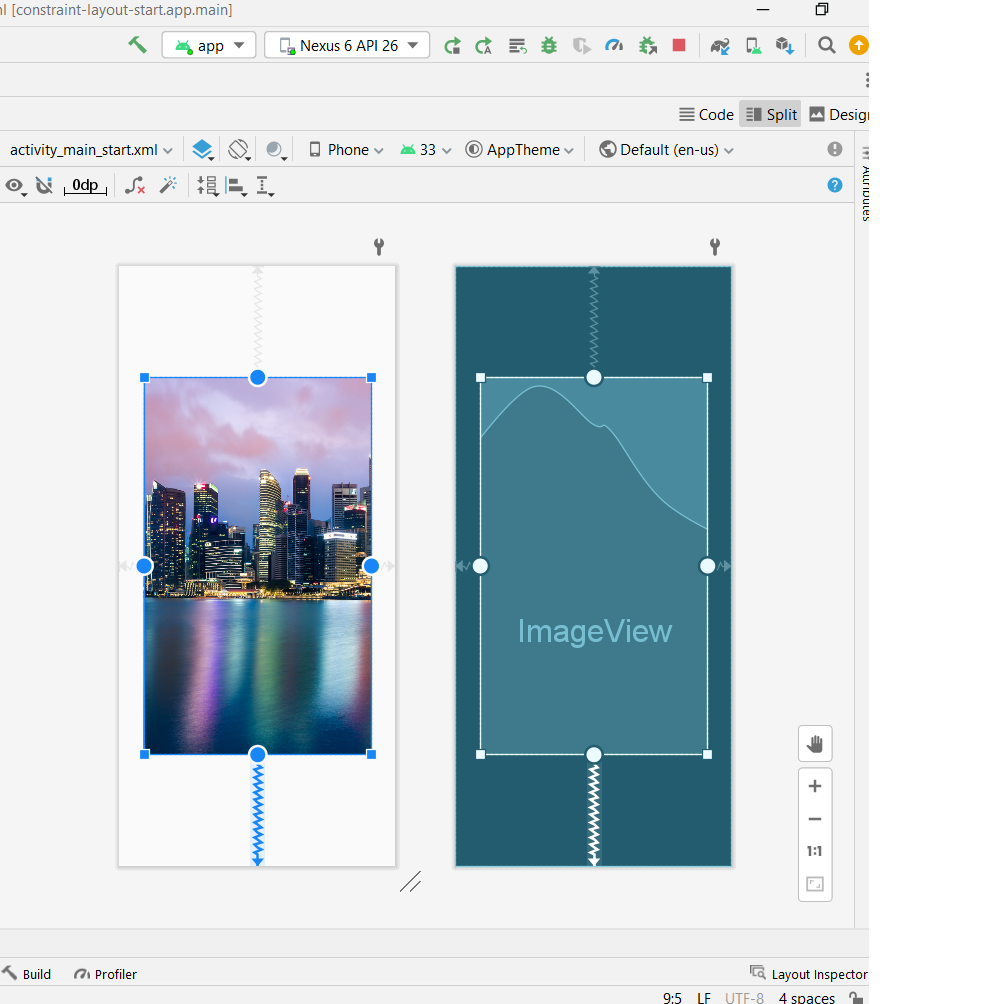 ml [constraint-layout-start.app.main]
app Nexus 6 API 26
Code Split Design
activity_main_start.xml Phone 33 AppTheme Default (en-us)
0dp
Attributes
ImageView
1:1
Build Profiler Layout Inspector
9:5 LF UTF-8 4 spaces